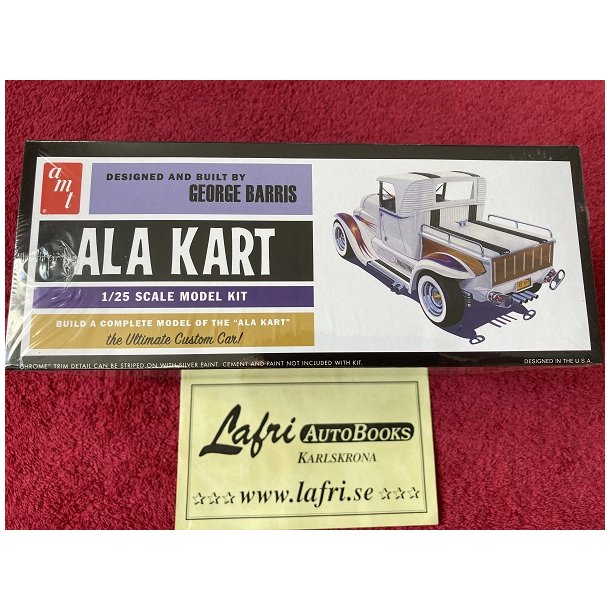 amt
DESIGNED AND BUILT BY
GEORGE BARRIS
ALA KART
1/25 SCALE MODEL KIT
BUILD A COMPLETE MODEL OF THE "ALA KART"
the Ultimate Custom Car!
"CHROME" TRIM DETAIL CAN BE STRIPED ON WITH SILVER PAINT. CEMENT AND PAINT NOT INCLUDED WITH KIT.
DESIGNED IN THE U.S.A.
Lafri AUTOBOOKS
KARLSKRONA
www.lafri.se